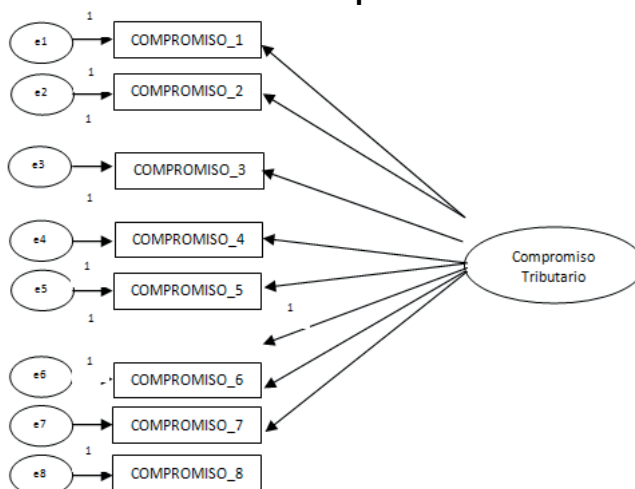 1
e1
COMPROMISO_1
1
e2
COMPROMISO_2
1
e3
COMPROMISO_3
1
e4
COMPROMISO_4
Compromiso
Tributario
1
e5
COMPROMISO_5
1
1
1
e6
COMPROMISO_6
e7
COMPROMISO_7
1
e8
COMPROMISO_8